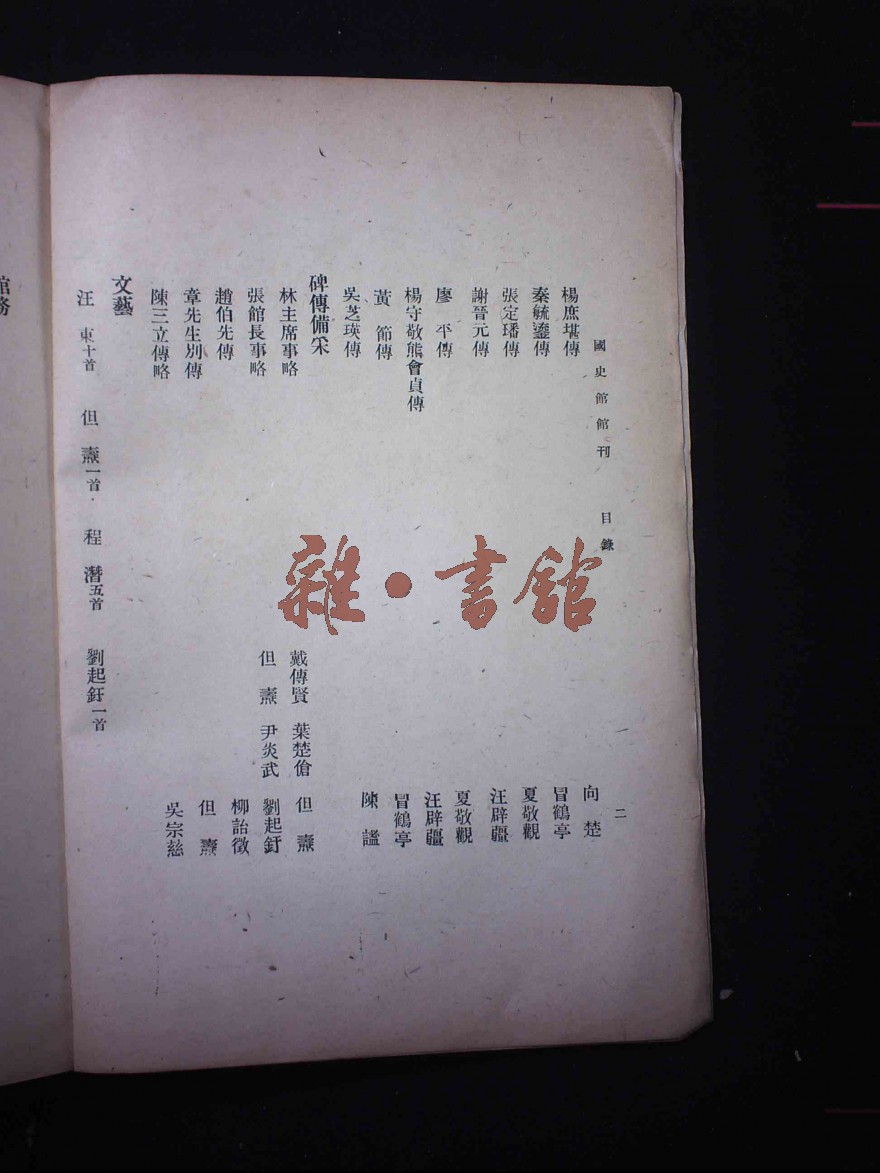 國史館館刊 目錄 二
楊庶堪傳 向楚
秦毓鎏傳 冒鶴亭
張定璠傳 夏敬觀
謝晉元傳 汪辟疆
廖平傳 夏敬觀
楊守敬熊會貞傳 汪辟疆
黃節傳 冒鶴亭
吳芝瑛傳 陳謐
碑傳備采
林主席事略 戴傳賢 葉楚傖 但燾
張館長事略 但燾 尹炎武 劉起釪
趙伯先傳 柳詒徵
章先生別傳 但燾
陳三立傳略 吳宗慈
文藝
汪東十首 但燾一首 程潛五首 劉起釪一首
館務
雜·書館